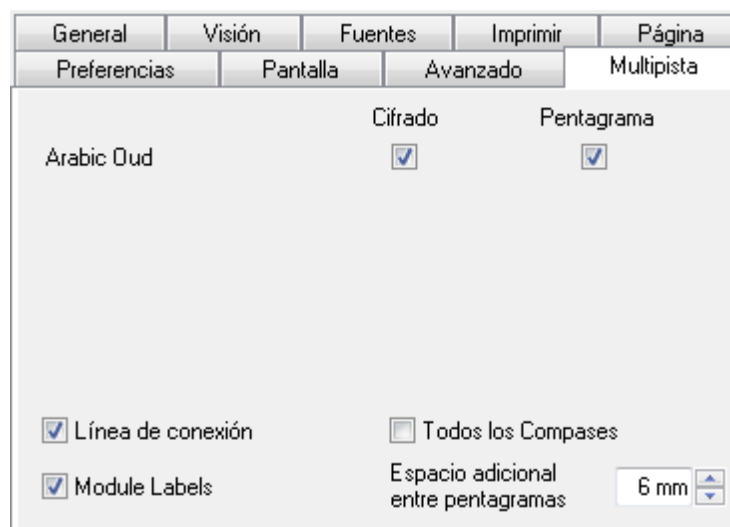 General Visión Fuentes Imprimir Página
Preferencias Pantalla Avanzado Multipista
Cifrado Pentagrama
Arabic Oud
Línea de conexión Todos los Compases
Module Labels Espacio adicional
entre pentagramas 6 mm